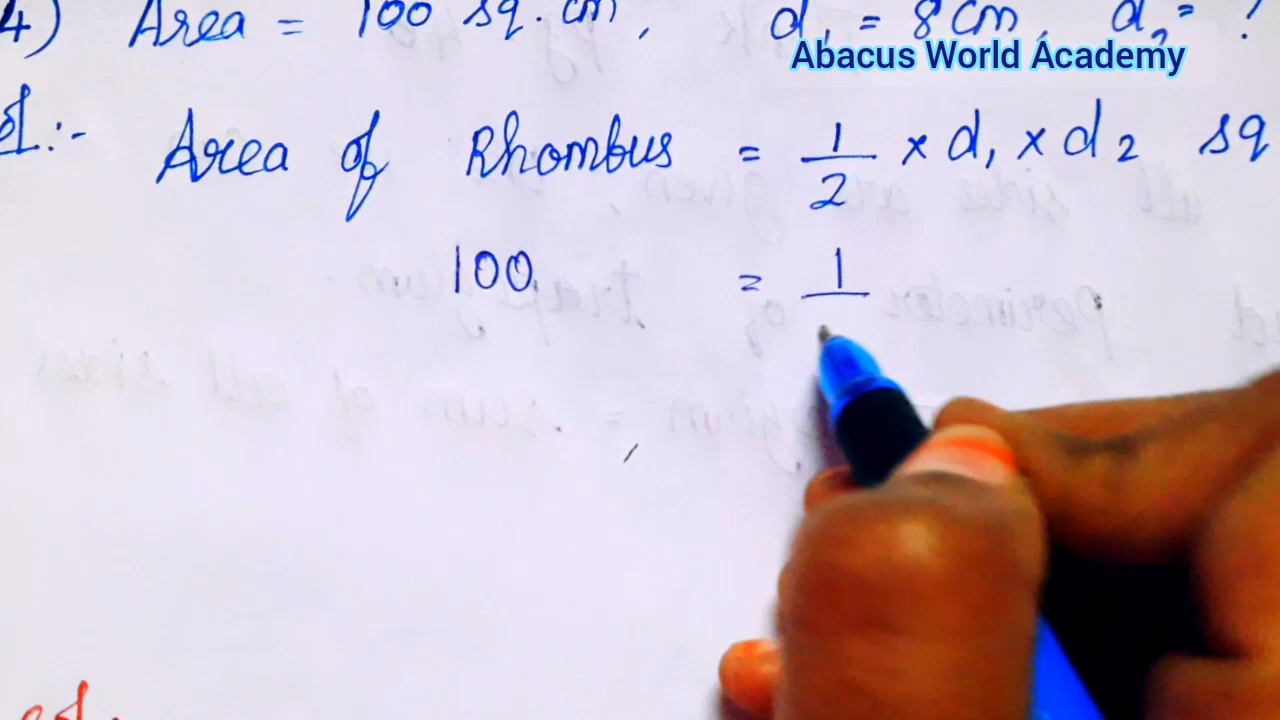 4) Area = 100 sq. cm, d₁ = 8 cm, d₂ = ?
Abacus World Academy
Area of Rhombus = 1/2 × d₁ × d₂ sq
100 = 1